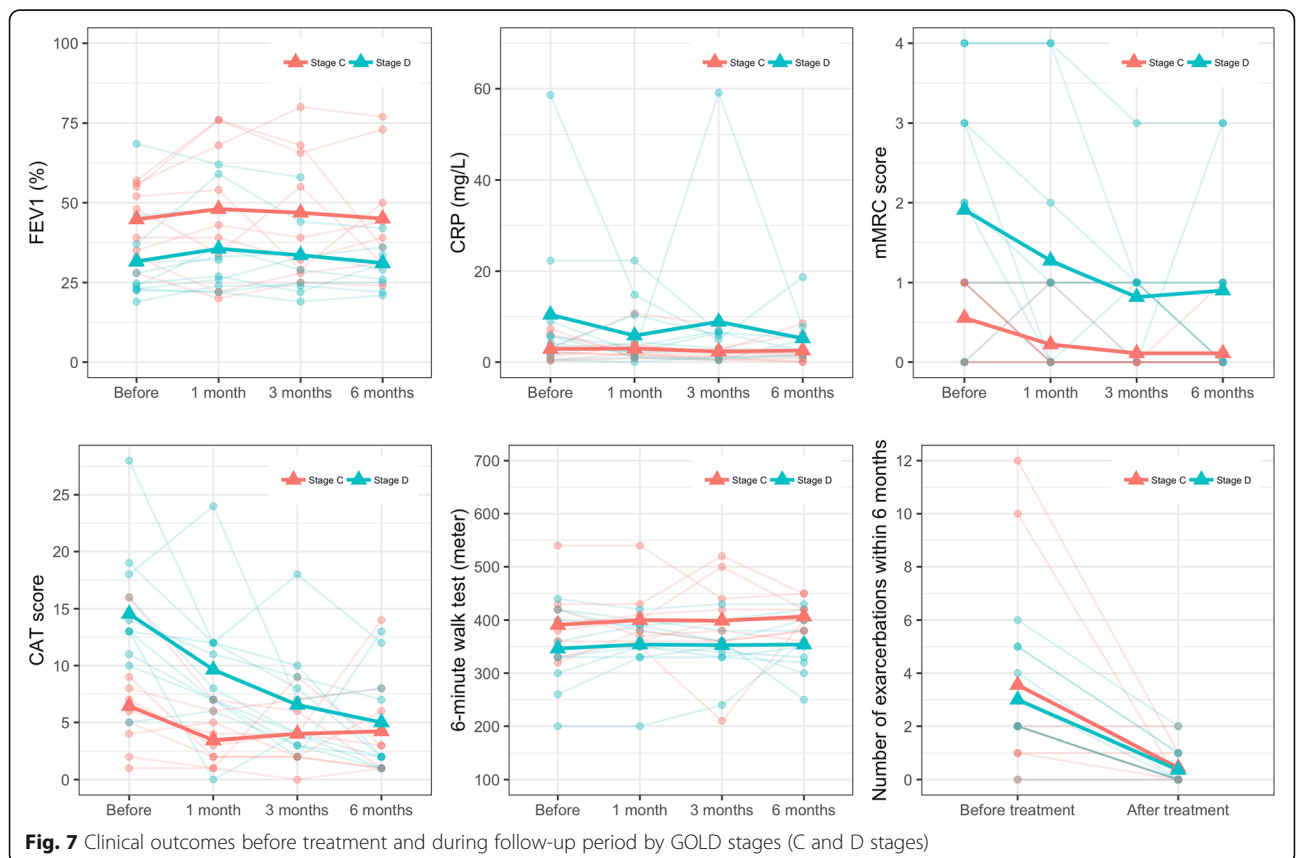 FEV1 (%)
100
75
50
25
0
Stage C Stage D
Before 1 month 3 months 6 months
CRP (mg/L)
60
40
20
0
Stage C Stage D
Before 1 month 3 months 6 months
mMRC score
4
3
2
1
0
Stage C Stage D
Before 1 month 3 months 6 months
CAT score
25
20
15
10
5
0
Stage C Stage D
Before 1 month 3 months 6 months
6-minute walk test (meter)
700
600
500
400
300
200
100
Stage C Stage D
Before 1 month 3 months 6 months
Number of exarcerbations within 6 months
12
10
8
6
4
2
0
Stage C Stage D
Before treatment After treatment
Fig. 7 Clinical outcomes before treatment and during follow-up period by GOLD stages (C and D stages)